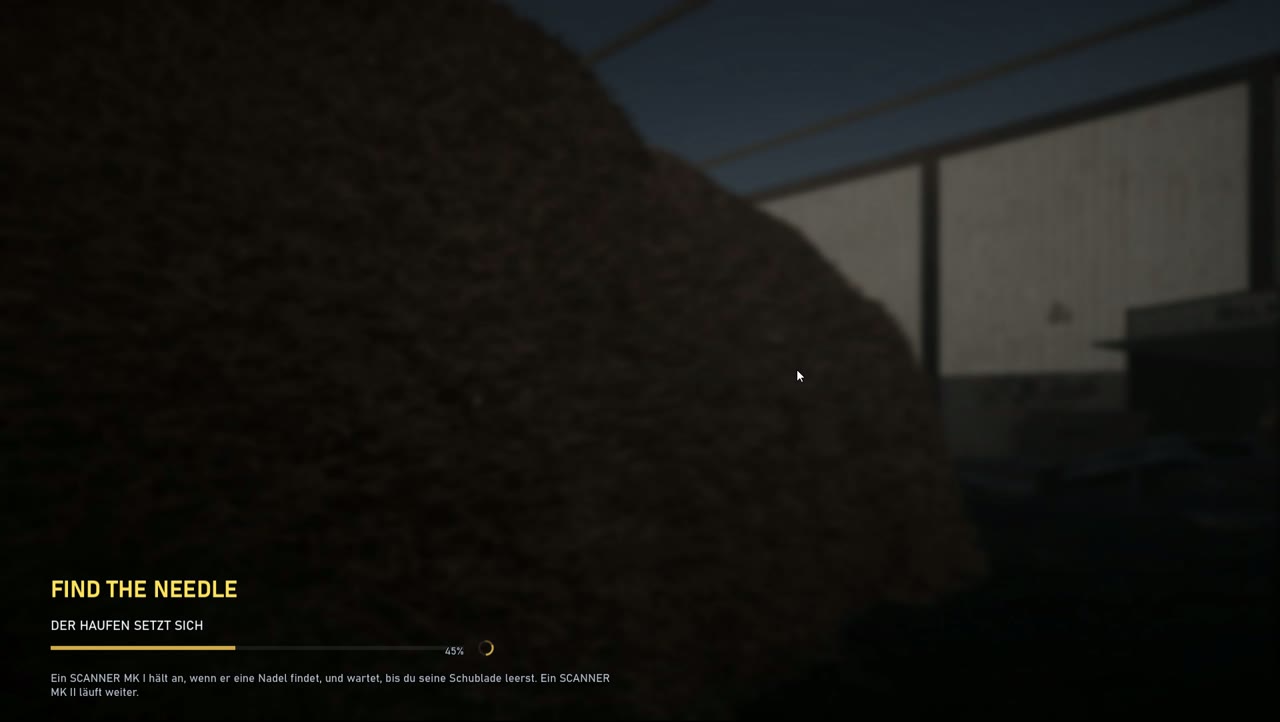 FIND THE NEEDLE
DER HAUFEN SETZT SICH
45%
Ein SCANNER MK I hält an, wenn er eine Nadel findet, und wartet, bis du seine Schublade leerst. Ein SCANNER
MK II läuft weiter.